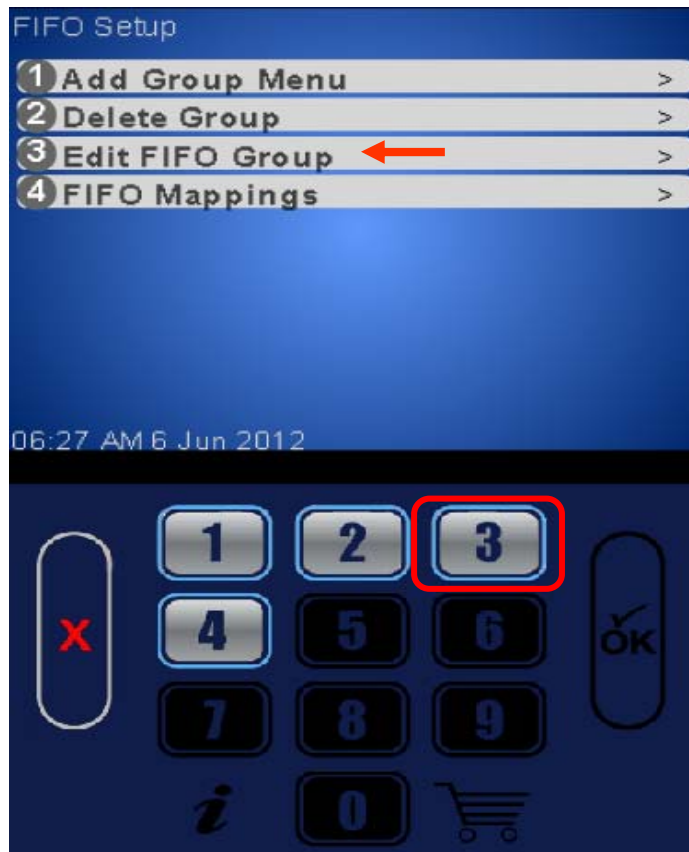 FIFO Setup
1 Add Group Menu >
2 Delete Group >
3 Edit FIFO Group >
4 FIFO Mappings >
06:27 AM 6 Jun 2012
1 2 3
X 4 5 6 OK
7 8 9
i 0